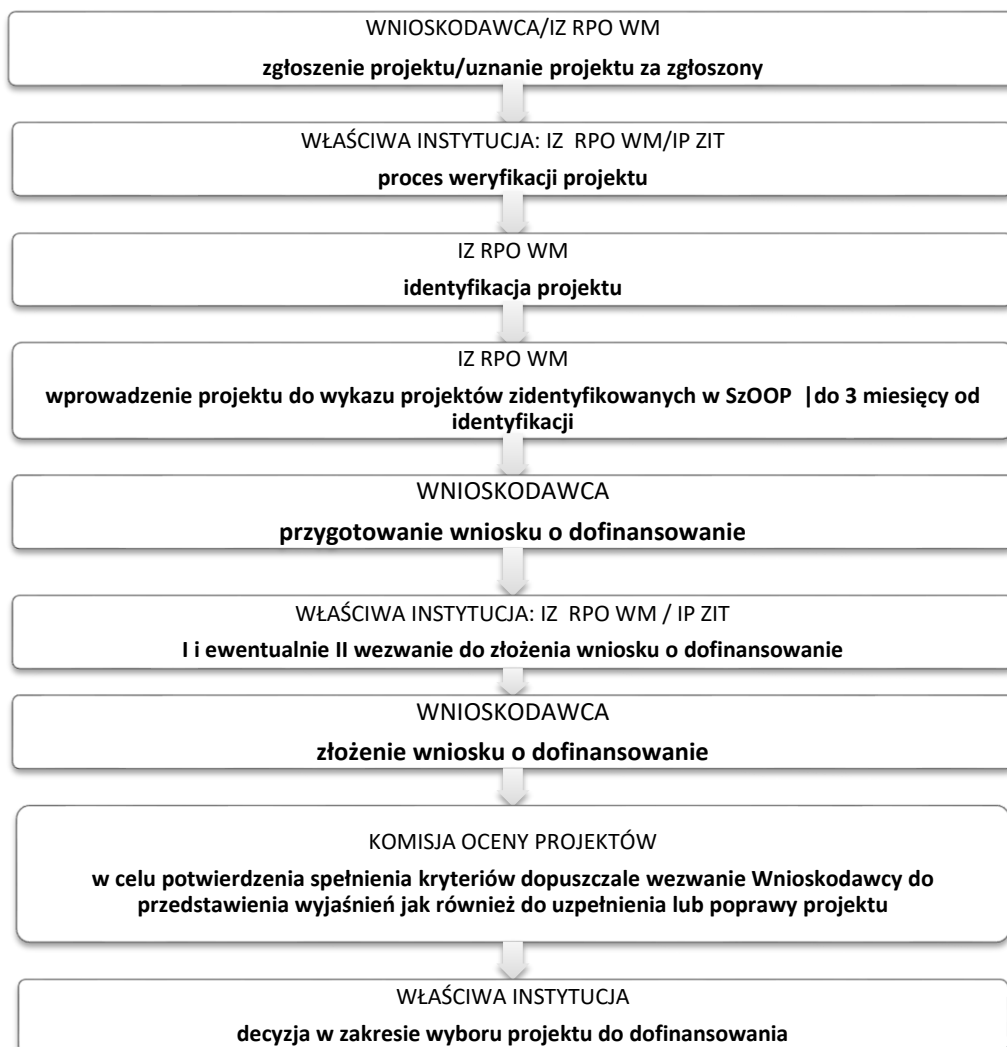 WNIOSKODAWCA/IZ RPO WM
zgłoszenie projektu/uznanie projektu za zgłoszony
WŁAŚCIWA INSTYTUCJA: IZ RPO WM/IP ZIT
proces weryfikacji projektu
IZ RPO WM
identyfikacja projektu
IZ RPO WM
wprowadzenie projektu do wykazu projektów zidentyfikowanych w SzOOP |do 3 miesięcy od
identyfikacji
WNIOSKODAWCA
przygotowanie wniosku o dofinansowanie
WŁAŚCIWA INSTYTUCJA: IZ RPO WM / IP ZIT
I i ewentualnie II wezwanie do złożenia wniosku o dofinansowanie
WNIOSKODAWCA
złożenie wniosku o dofinansowanie
KOMISJA OCENY PROJEKTÓW
w celu potwierdzenia spełnienia kryteriów dopuszczale wezwanie Wnioskodawcy do
przedstawienia wyjaśnień jak również do uzpełnienia lub poprawy projektu
WŁAŚCIWA INSTYTUCJA
decyzja w zakresie wyboru projektu do dofinansowania